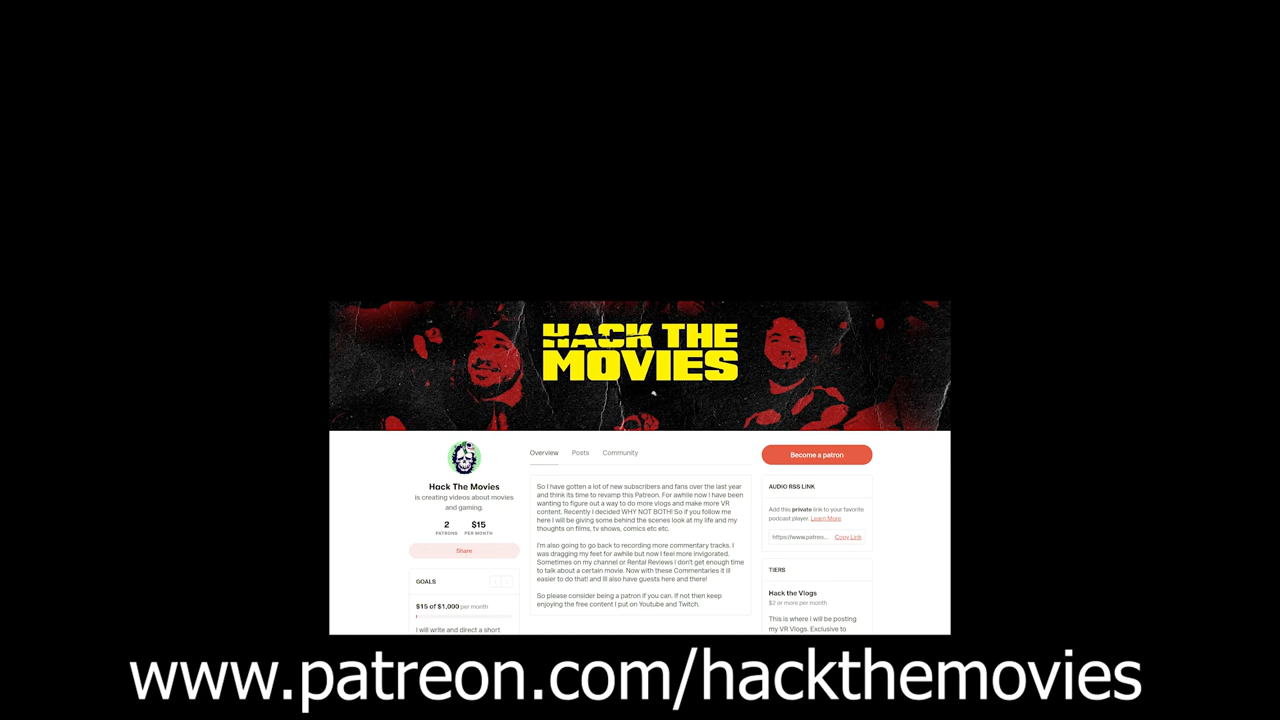 HACK THE
MOVIES
Hack The Movies
is creating videos about movies
and gaming.
2
PATRONS
$15
PER MONTH
Share
GOALS
$15 of $1,000 per month
I will write and direct a short
Overview Posts Community
So I have gotten a lot of new subscribers and fans over the last year
and think its time to revamp this Patreon. For awhile now I have been
wanting to figure out a way to do more vlogs and make more VR
content. Recently I decided WHY NOT BOTH! So if you follow me
here I will be giving some behind the scenes look at my life and my
thoughts on films, tv shows, comics etc etc.
I'm also going to go back to recording more commentary tracks. I
was dragging my feet for awhile but now I feel more invigorated.
Sometimes on my channel or Rental Reviews I don't get enough time
to talk about a certain movie. Now with these Commentaries it ill
easier to do that! and Ill also have guests here and there!
So please consider being a patron if you can. If not then keep
enjoying the free content I put on Youtube and Twitch.
Become a patron
AUDIO RSS LINK
Add this private link to your favorite
podcast player. Learn More
https://www.patreo... Copy Link
TIERS
Hack the Vlogs
$2 or more per month
This is where I will be posting
my VR Vlogs. Exclusive to
www.patreon.com/hackthemovies